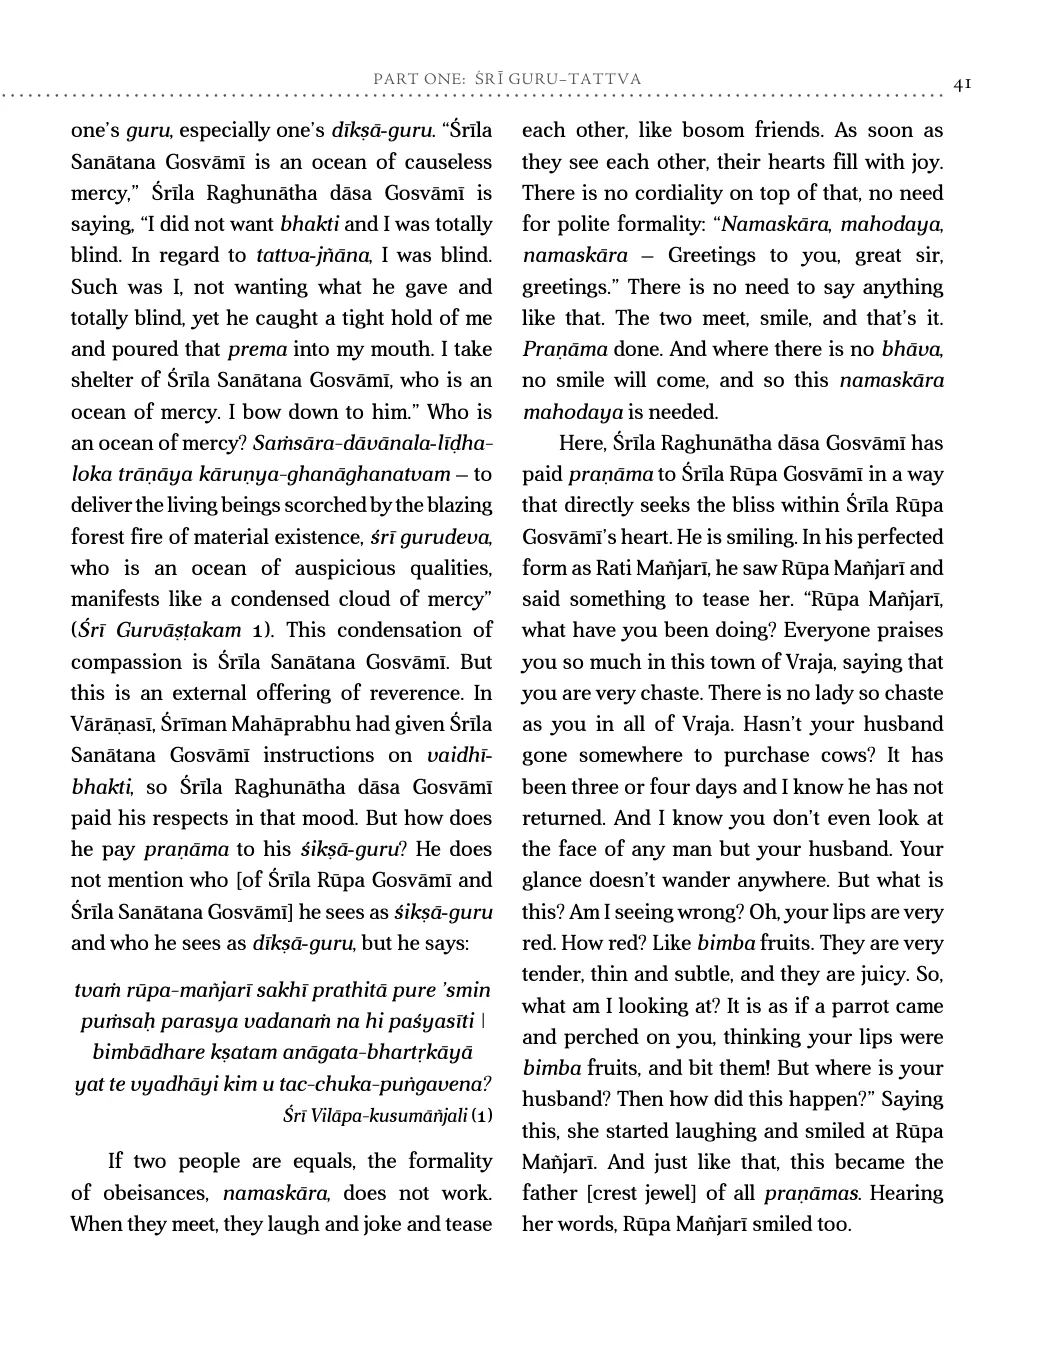 PART ONE: ŚRĪ GURU-TATTVA
41
one’s guru, especially one’s dīkṣā-guru. “Śrīla
Sanātana Gosvāmī is an ocean of causeless
mercy,” Śrīla Raghunātha dāsa Gosvāmī is
saying, “I did not want bhakti and I was totally
blind. In regard to tattva-jñāna, I was blind.
Such was I, not wanting what he gave and
totally blind, yet he caught a tight hold of me
and poured that prema into my mouth. I take
shelter of Śrīla Sanātana Gosvāmī, who is an
ocean of mercy. I bow down to him.” Who is
an ocean of mercy? Saṁsāra-dāvānala-līḍha-
loka trāṇāya kāruṇya-ghanāghanatvam – to
deliver the living beings scorched by the blazing
forest fire of material existence, śrī gurudeva,
who is an ocean of auspicious qualities,
manifests like a condensed cloud of mercy”
(Śrī Gurvāṣṭakam 1). This condensation of
compassion is Śrīla Sanātana Gosvāmī. But
this is an external offering of reverence. In
Vārāṇasī, Śrīman Mahāprabhu had given Śrīla
Sanātana Gosvāmī instructions on vaidhī-
bhakti, so Śrīla Raghunātha dāsa Gosvāmī
paid his respects in that mood. But how does
he pay praṇāma to his śikṣā-guru? He does
not mention who [of Śrīla Rūpa Gosvāmī and
Śrīla Sanātana Gosvāmī] he sees as śikṣā-guru
and who he sees as dīkṣā-guru, but he says:
tvaṁ rūpa-mañjarī sakhī prathitā pure ’smin
puṁsaḥ parasya vadanaṁ na hi paśyasīti |
bimbādhare kṣatam anāgata-bhartṛkāyā
yat te vyadhāyi kim u tac-chuka-puṅgavena?
Śrī Vilāpa-kusumāñjali (1)
If two people are equals, the formality
of obeisances, namaskāra, does not work.
When they meet, they laugh and joke and tease
each other, like bosom friends. As soon as
they see each other, their hearts fill with joy.
There is no cordiality on top of that, no need
for polite formality: “Namaskāra, mahodaya,
namaskāra – Greetings to you, great sir,
greetings.” There is no need to say anything
like that. The two meet, smile, and that’s it.
Praṇāma done. And where there is no bhāva,
no smile will come, and so this namaskāra
mahodaya is needed.
Here, Śrīla Raghunātha dāsa Gosvāmī has
paid praṇāma to Śrīla Rūpa Gosvāmī in a way
that directly seeks the bliss within Śrīla Rūpa
Gosvāmī’s heart. He is smiling. In his perfected
form as Rati Mañjarī, he saw Rūpa Mañjarī and
said something to tease her. “Rūpa Mañjarī,
what have you been doing? Everyone praises
you so much in this town of Vraja, saying that
you are very chaste. There is no lady so chaste
as you in all of Vraja. Hasn’t your husband
gone somewhere to purchase cows? It has
been three or four days and I know he has not
returned. And I know you don’t even look at
the face of any man but your husband. Your
glance doesn’t wander anywhere. But what is
this? Am I seeing wrong? Oh, your lips are very
red. How red? Like bimba fruits. They are very
tender, thin and subtle, and they are juicy. So,
what am I looking at? It is as if a parrot came
and perched on you, thinking your lips were
bimba fruits, and bit them! But where is your
husband? Then how did this happen?” Saying
this, she started laughing and smiled at Rūpa
Mañjarī. And just like that, this became the
father [crest jewel] of all praṇāmas. Hearing
her words, Rūpa Mañjarī smiled too.